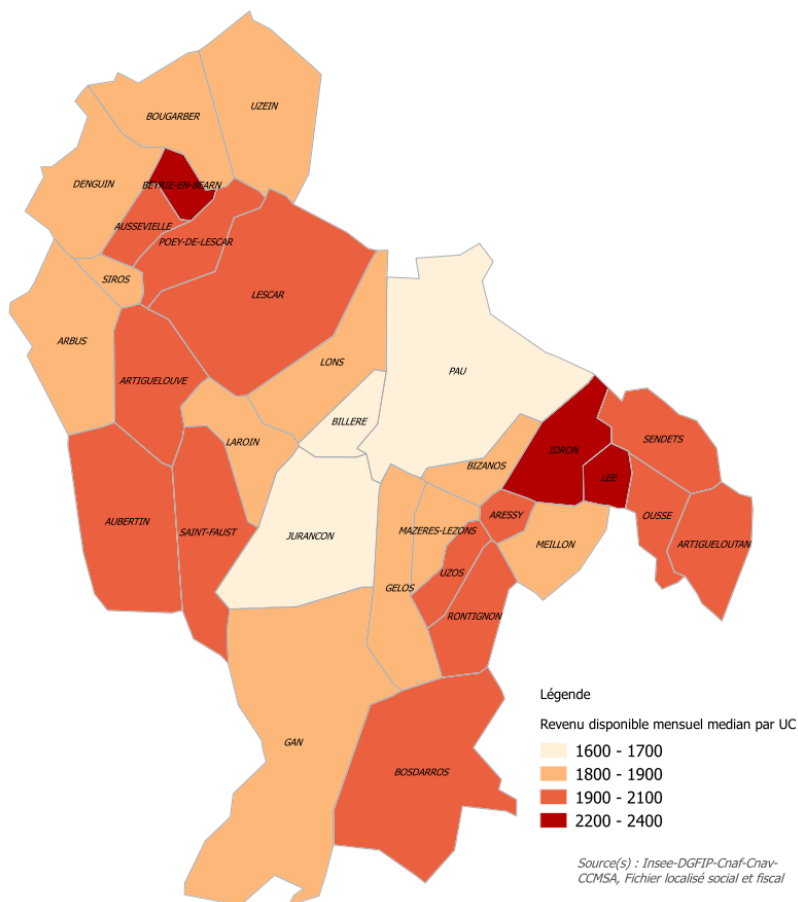 UZEIN
BOUGARBER
DENGUIN
BEYRIE-EN-BEARN
AUSSEVIELLE
POEY-DE-LESCAR
SIROS
LESCAR
ARBUS
LONS
PAU
ARTIGUELOUVE
BILLERE
LAROIN
SENDETS
IDRON
BIZANOS
LEE
AUBERTIN
SAINT-FAUST
JURANCON
MAZERES-LEZONS
ARESSY
OUSSE
MEILLON
ARTIGUELOUTAN
UZOS
GELOS
RONTIGNON
GAN
BOSDARROS
Légende
Revenu disponible mensuel median par UC
1600 - 1700
1800 - 1900
1900 - 2100
2200 - 2400
Source(s) : Insee-DGFIP-Cnaf-Cnav-
CCMSA, Fichier localisé social et fiscal